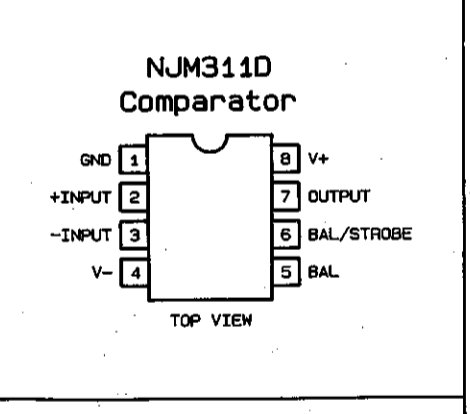 NJM311D
Comparator
GND 1 8 V+
+INPUT 2 7 OUTPUT
-INPUT 3 6 BAL/STROBE
V- 4 5 BAL
TOP VIEW